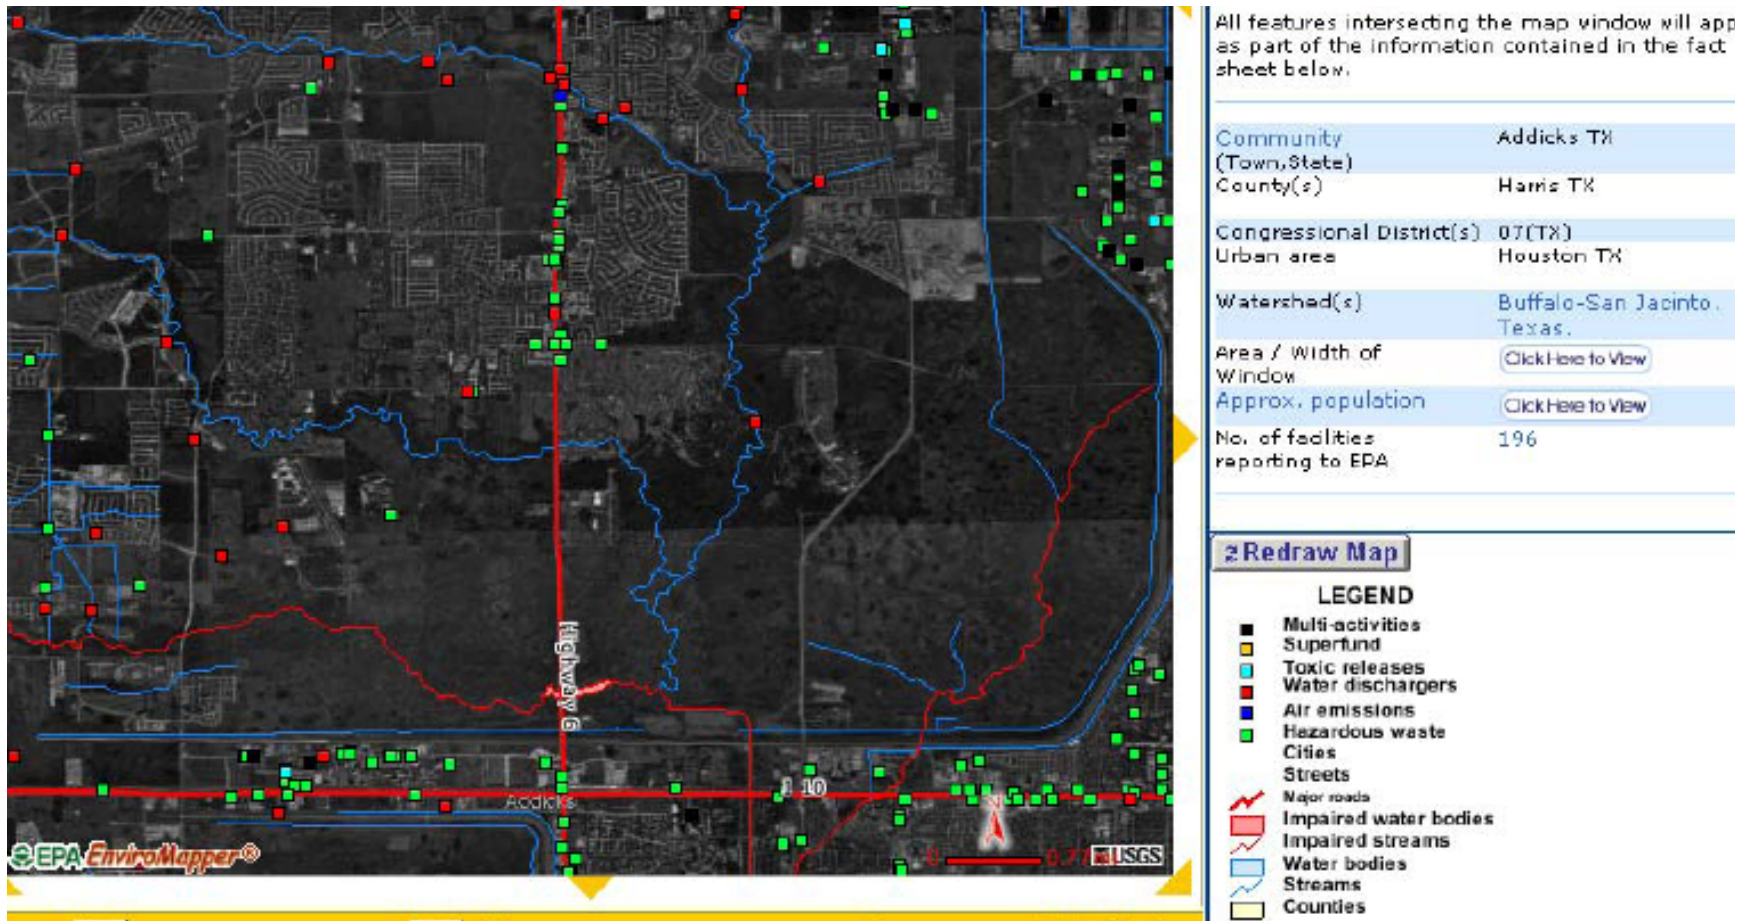 All features intersecting the map window will app
as part of the information contained in the fact
sheet below.
Community
(Town,State)
Addicks TX
County(s)
Harris TX
Congressional District(s)
07(TX)
Urban area
Houston TX
Watershed(s)
Buffalo-San Jacinto.
Texas.
Area / Width of
Window
Click Here to View
Approx. population
Click Here to View
No. of facilities
reporting to EPA
196
Redraw Map
LEGEND
Multi-activities
Superfund
Toxic releases
Water dischargers
Air emissions
Hazardous waste
Cities
Streets
Major roads
Impaired water bodies
Impaired streams
Water bodies
Streams
Counties
Highway 6
I 10
Addicks
EPA EnviroMapper®
0
USGS